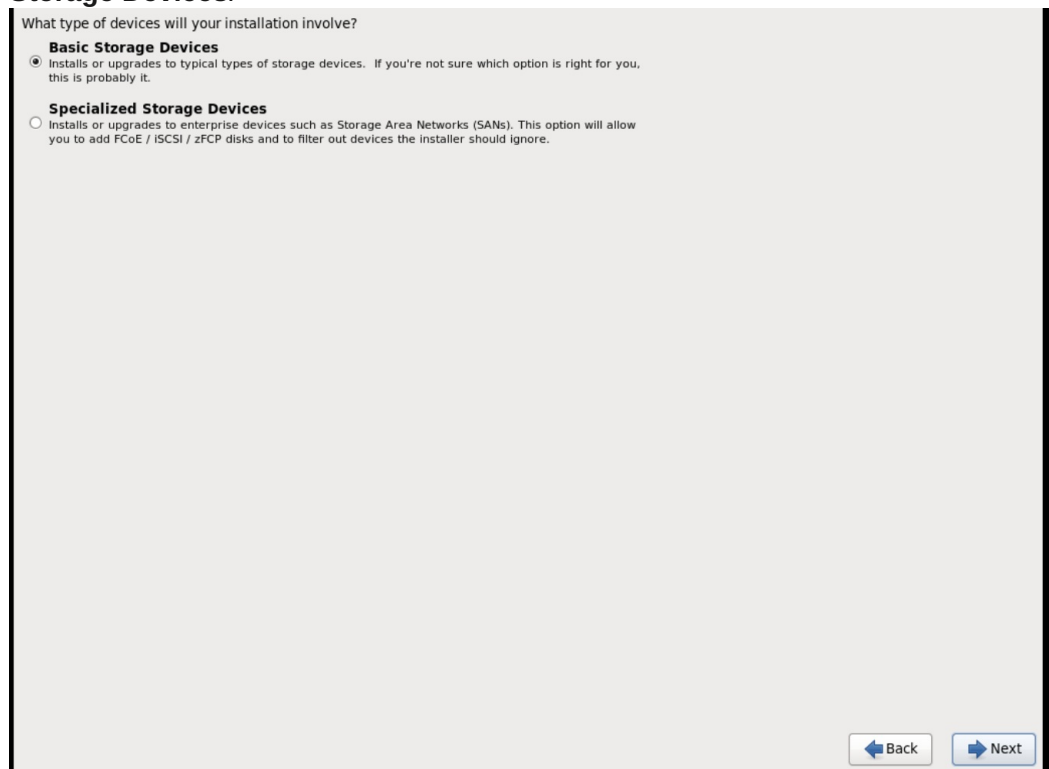 Storage Devices.
What type of devices will your installation involve?
Basic Storage Devices
Installs or upgrades to typical types of storage devices.  If you're not sure which option is right for you,
this is probably it.
Specialized Storage Devices
Installs or upgrades to enterprise devices such as Storage Area Networks (SANs). This option will allow
you to add FCoE / iSCSI / zFCP disks and to filter out devices the installer should ignore.
Back
Next